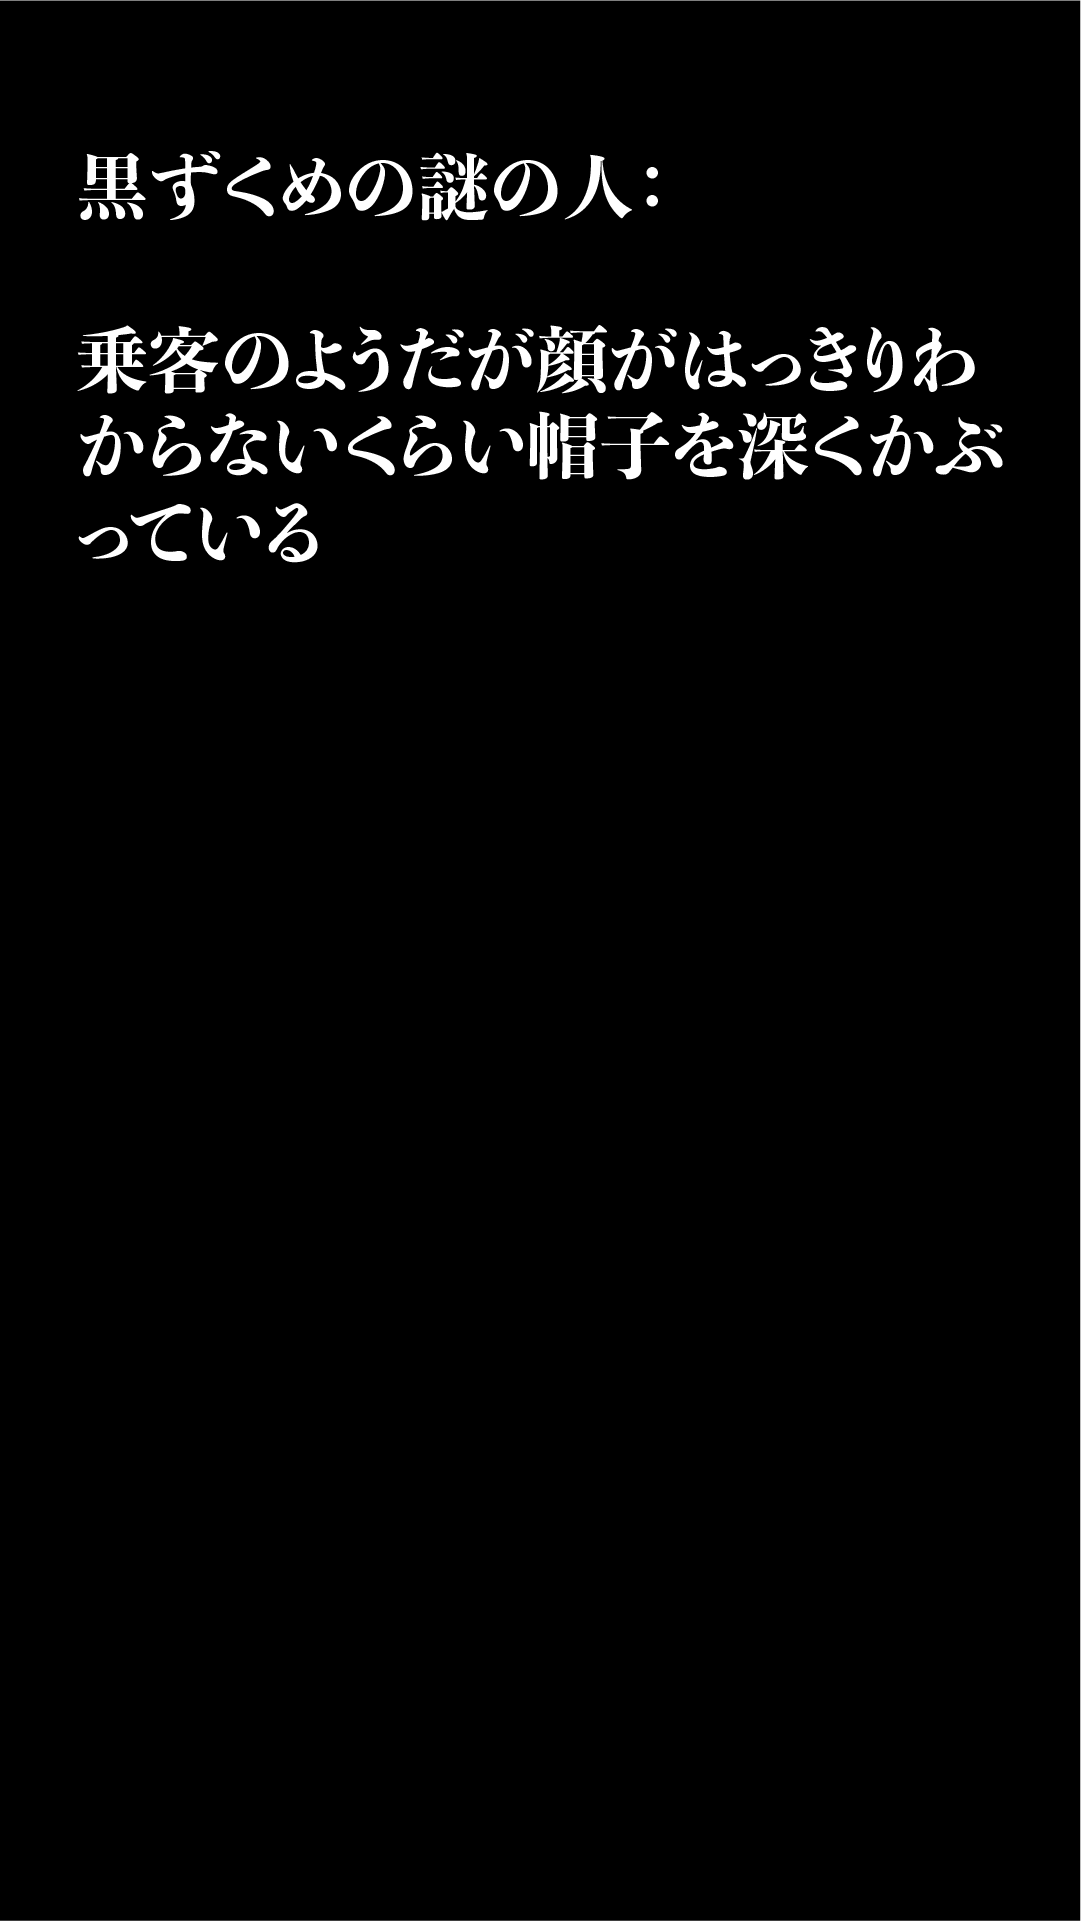 黒ずくめの謎の人：
乗客のようだが顔がはっきりわ
からないくらい帽子を深くかぶ
っている